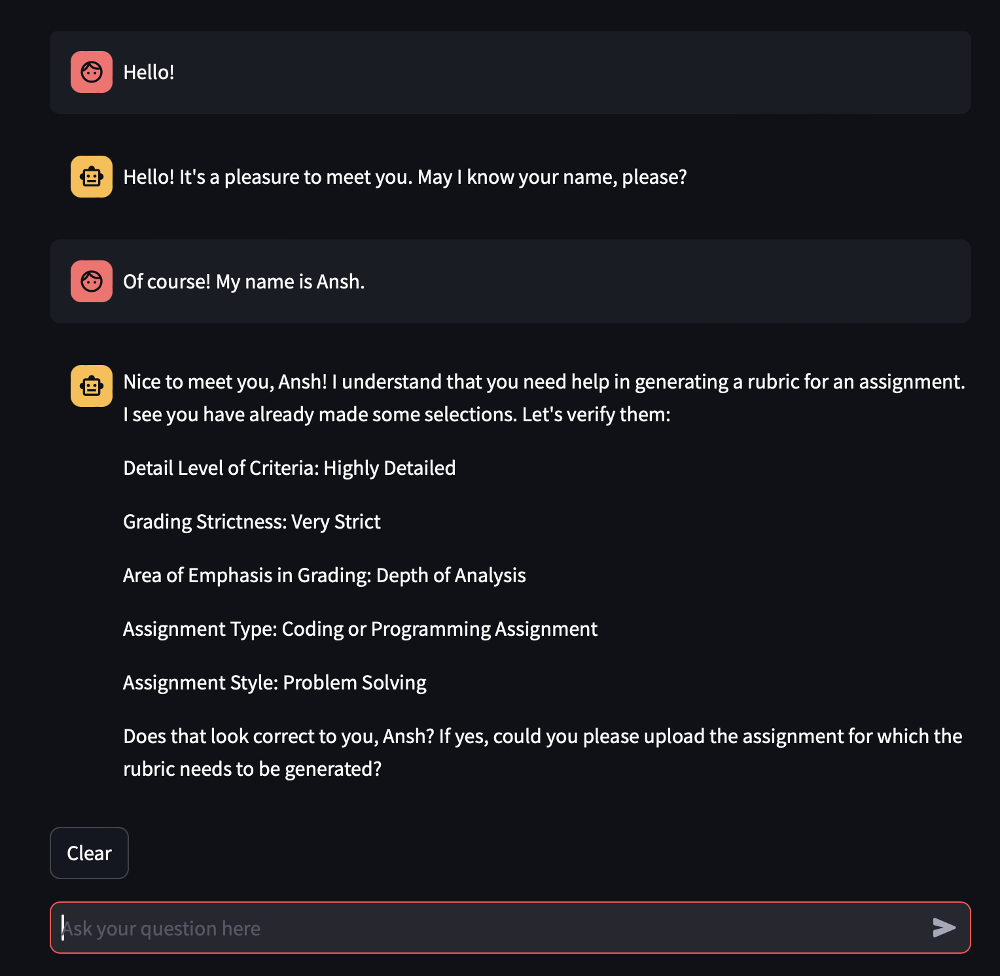 Hello!
Hello! It's a pleasure to meet you. May I know your name, please?
Of course! My name is Ansh.
Nice to meet you, Ansh! I understand that you need help in generating a rubric for an assignment.
I see you have already made some selections. Let's verify them:
Detail Level of Criteria: Highly Detailed
Grading Strictness: Very Strict
Area of Emphasis in Grading: Depth of Analysis
Assignment Type: Coding or Programming Assignment
Assignment Style: Problem Solving
Does that look correct to you, Ansh? If yes, could you please upload the assignment for which the
rubric needs to be generated?
Clear
Ask your question here